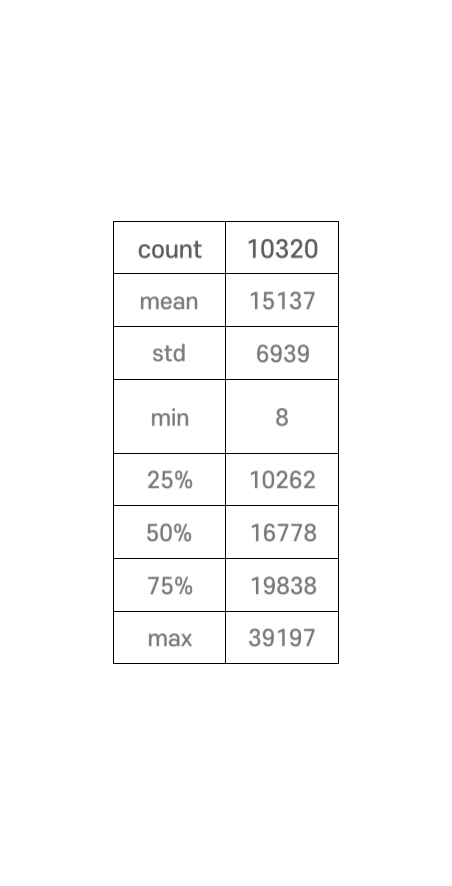 count 10320
mean 15137
std 6939
min 8
25% 10262
50% 16778
75% 19838
max 39197